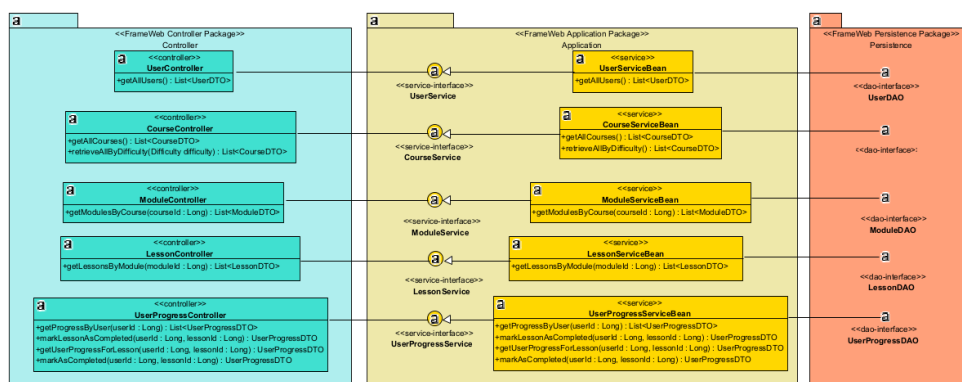 <<FrameWeb Controller Package>>
Controller
<<controller>>
UserController
+getAllUsers() : List<UserDTO>
<<controller>>
CourseController
+getAllCourses() : List<CourseDTO>
+retrieveAllByDifficulty(Difficulty difficulty) : List<CourseDTO>
<<controller>>
ModuleController
+getModulesByCourse(courseId : Long) : List<ModuleDTO>
<<controller>>
LessonController
+getLessonsByModule(moduleId : Long) : List<LessonDTO>
<<controller>>
UserProgressController
+getProgressByUser(userId : Long) : List<UserProgressDTO>
+markLessonAsCompleted(userId : Long, lessonId : Long) : UserProgressDTO
+getUserProgressForLesson(userId : Long, lessonId : Long) : UserProgressDTO
+markAsCompleted(userId : Long, lessonId : Long) : UserProgressDTO
<<FrameWeb Application Package>>
Application
<<service-interface>>
UserService
<<service-interface>>
CourseService
<<service-interface>>
ModuleService
<<service-interface>>
LessonService
<<service-interface>>
UserProgressService
<<service>>
UserServiceBean
+getAllUsers() : List<UserDTO>
<<service>>
CourseServiceBean
+getAllCourses() : List<CourseDTO>
+retrieveAllByDifficulty() : List<CourseDTO>
<<service>>
ModuleServiceBean
+getModulesByCourse(courseId : Long) : List<ModuleDTO>
<<service>>
LessonServiceBean
+getLessonsByModule(moduleId : Long) : List<LessonDTO>
<<service>>
UserProgressServiceBean
+getProgressByUser(userId : Long) : List<UserProgressDTO>
+markLessonAsCompleted(userId : Long, lessonId : Long) : UserProgressDTO
+getUserProgressForLesson(userId : Long, lessonId : Long) : UserProgressDTO
+markAsCompleted(userId : Long, lessonId : Long) : UserProgressDTO
<<FrameWeb Persistence Package>>
Persistence
<<dao-interface>>
UserDAO
<<dao-interface>
<<dao-interface>>
ModuleDAO
<<dao-interface>>
LessonDAO
<<dao-interface>>
UserProgressDAO